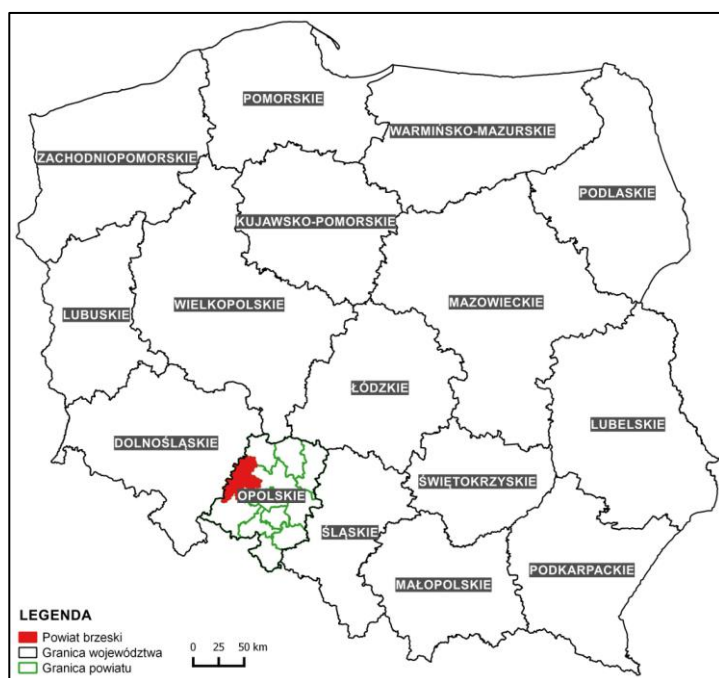 POMORSKIE
WARMIŃSKO-MAZURSKIE
ZACHODNIOPOMORSKIE
PODLASKIE
KUJAWSKO-POMORSKIE
WIELKOPOLSKIE
MAZOWIECKIE
LUBUSKIE
ŁÓDZKIE
LUBELSKIE
DOLNOŚLĄSKIE
ŚWIĘTOKRZYSKIE
OPOLSKIE
ŚLĄSKIE
PODKARPACKIE
MAŁOPOLSKIE
LEGENDA
Powiat brzeski
Granica województwa
Granica powiatu
0 25 50 km